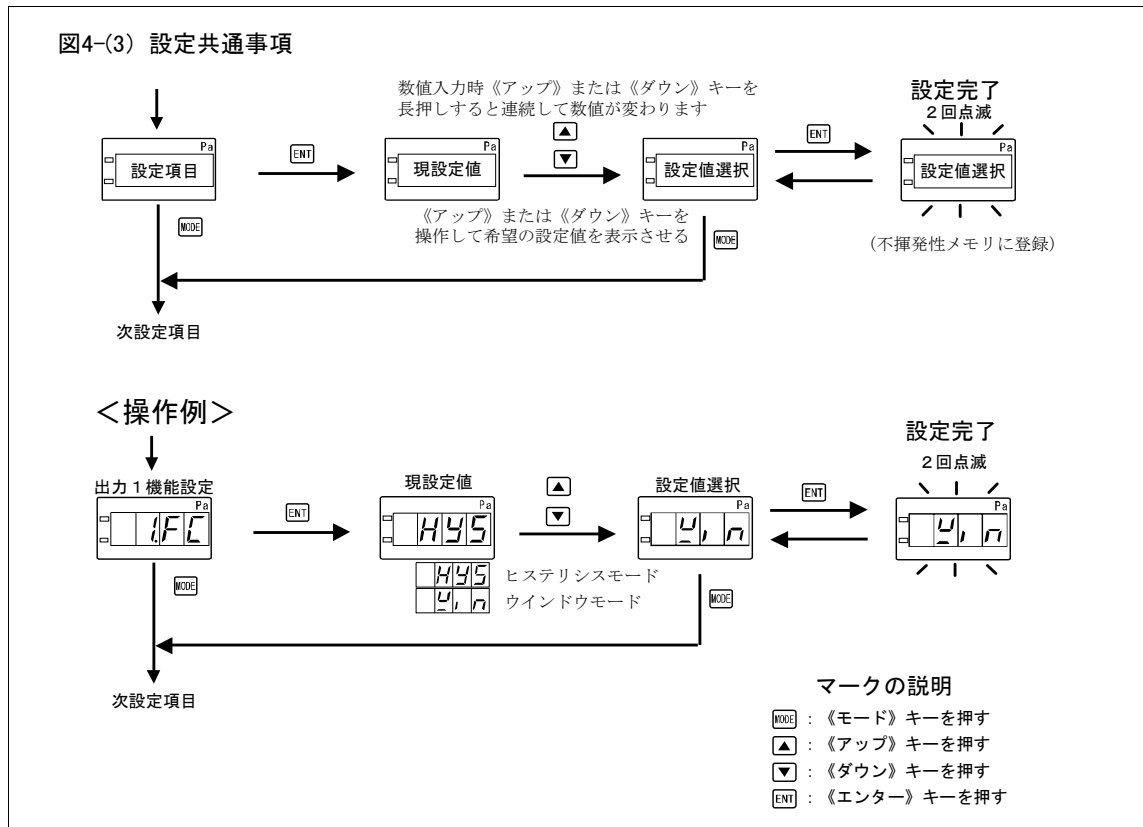 図4-(3) 設定共通事項
数値入力時《アップ》または《ダウン》キーを
長押しすると連続して数値が変わります
設定完了
2回点滅
Pa
設定項目
ENT
Pa
現設定値
▲
▼
Pa
設定値選択
ENT
Pa
設定値選択
MODE
《アップ》または《ダウン》キーを
操作して希望の設定値を表示させる
MODE
(不揮発性メモリに登録)
次設定項目
<操作例>
設定完了
2回点滅
出力1機能設定
Pa
1.FC
ENT
現設定値
Pa
HYS
▲
▼
設定値選択
Pa
Win
ENT
Pa
Win
MODE
HYS ヒステリシスモード
Win ウインドウモード
MODE
次設定項目
マークの説明
MODE : 《モード》キーを押す
▲ : 《アップ》キーを押す
▼ : 《ダウン》キーを押す
ENT : 《エンター》キーを押す